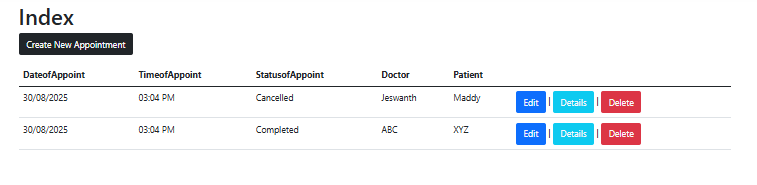 Index
Create New Appointment
DateofAppoint TimeofAppoint StatusofAppoint Doctor Patient
30/08/2025 03:04 PM Cancelled Jeswanth Maddy Edit | Details | Delete
30/08/2025 03:04 PM Completed ABC XYZ Edit | Details | Delete